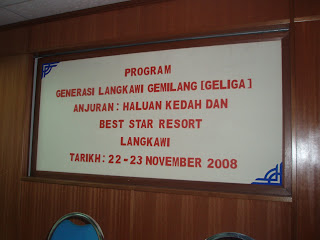 PROGRAM
GENERASI LANGKAWI GEMILANG [GELIGA]
ANJURAN : HALUAN KEDAH DAN
BEST STAR RESORT
LANGKAWI
TARIKH : 22 - 23 NOVEMBER 2008